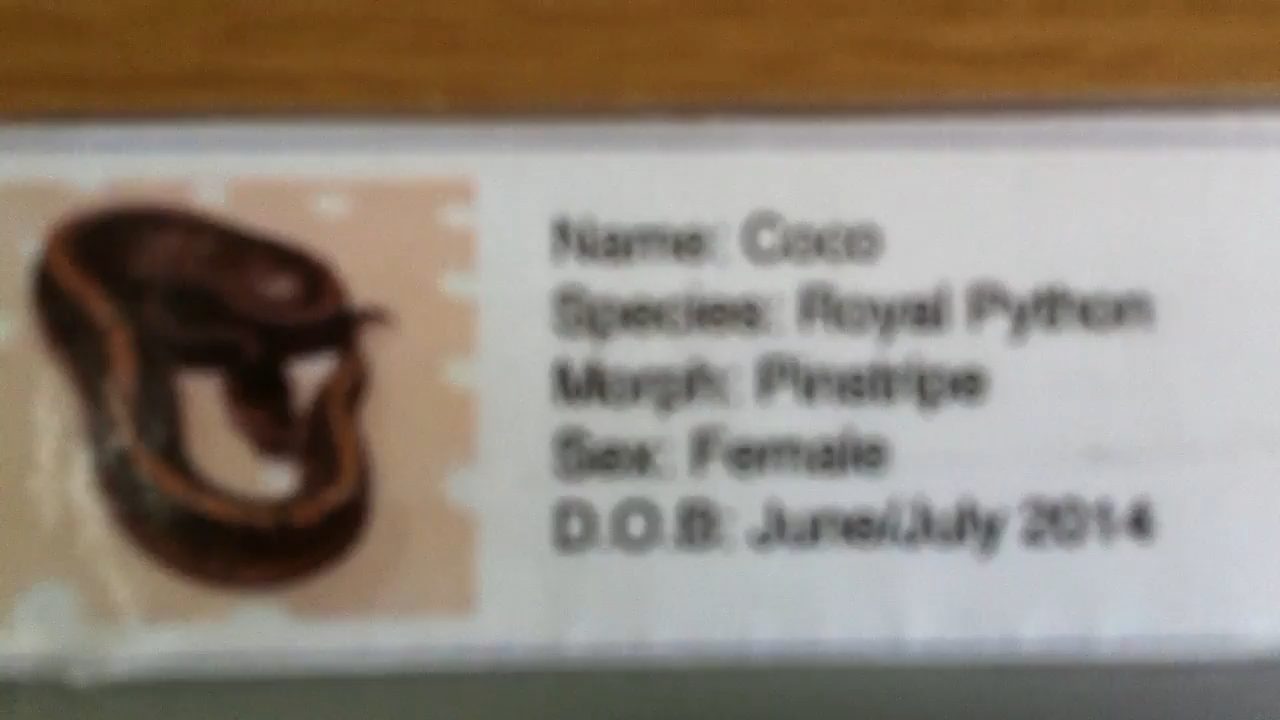 Name: Coco
Species: Royal Python
Morph: Pinstripe
Sex: Female
D.O.B: June/July 2014